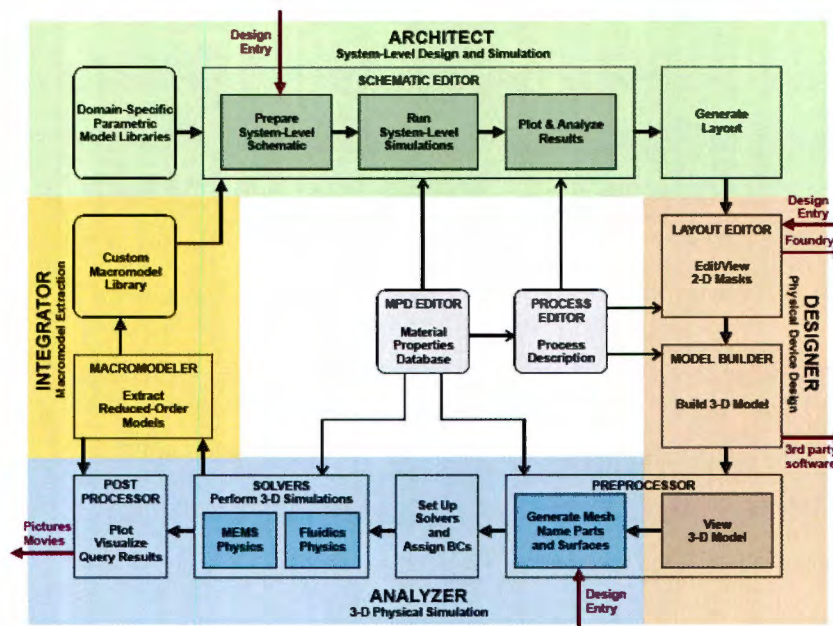 Design
Entry
ARCHITECT
System-Level Design and Simulation
SCHEMATIC EDITOR
Domain-Specific
Parametric
Model Libraries
Prepare
System-Level
Schematic
Run
System-Level
Simulations
Plot & Analyze
Results
Generate
Layout
INTEGRATOR
Macromodel Extraction
Custom
Macromodel
Library
MACROMODELER
Extract
Reduced-Order
Models
MPD EDITOR
Material
Properties
Database
PROCESS
EDITOR
Process
Description
LAYOUT EDITOR
Edit/View
2-D Masks
Design
Entry
Foundry
MODEL BUILDER
Build 3-D Model
DESIGNER
Physical Device Design
3rd party
software
POST
PROCESSOR
Plot
Visualize
Query Results
Pictures
Movies
SOLVERS
Perform 3-D Simulations
MEMS
Physics
Fluidics
Physics
Set Up
Solvers
and
Assign BCs
PREPROCESSOR
Generate Mesh
Name Parts
and Surfaces
View
3-D Model
ANALYZER
3-D Physical Simulation
Design
Entry